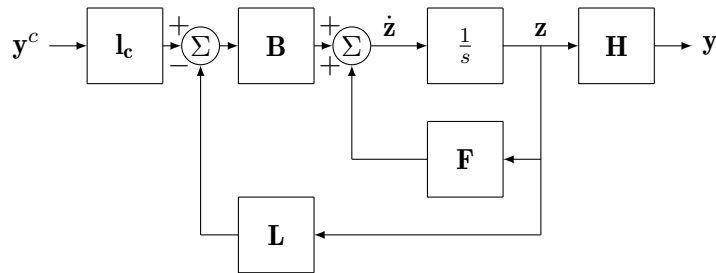 y^c l_c + − Σ B + + Σ ż 1/s z H y
F
L